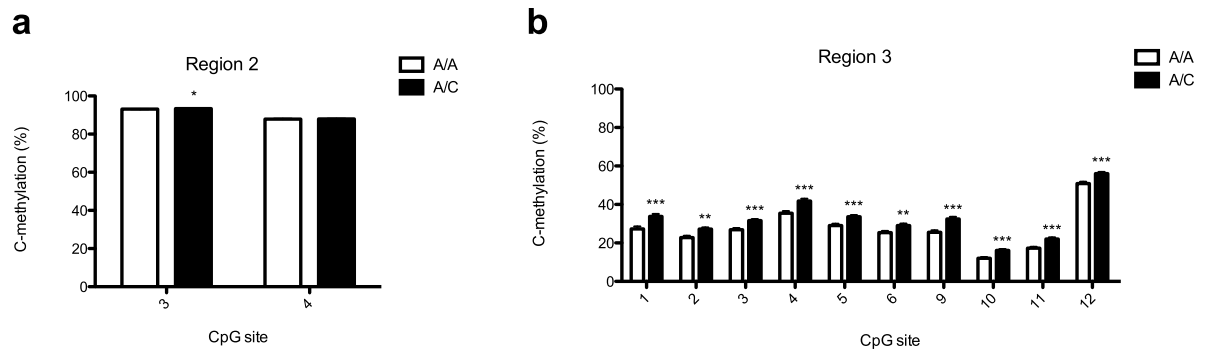 a
Region 2
A/A
A/C
C-methylation (%)
100
80
60
40
20
0
*
3
4
CpG site
b
Region 3
A/A
A/C
C-methylation (%)
100
80
60
40
20
0
***
**
***
***
***
**
***
***
***
***
1
2
3
4
5
6
9
10
11
12
CpG site